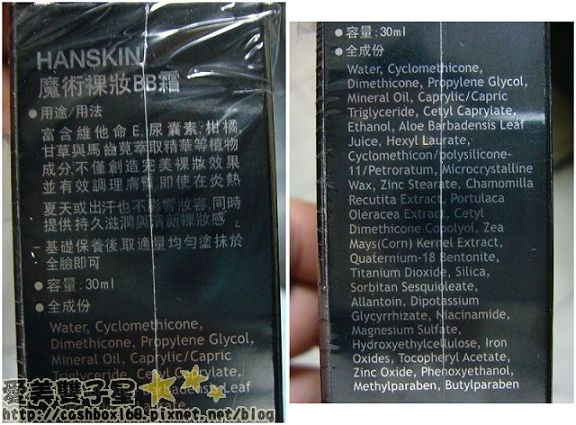 HANSKIN
魔術裸妝BB霜
●用途/用法
富含維他命E,尿囊素,柑橘,
甘草與馬齒莧萃取精華等植物
成分,不僅創造完美裸妝效果
並有效調理膚質,即使在炎熱
夏天或出汗也不影響妝容,同時
提供持久滋潤與清新裸妝感
基礎保養後,取適量均勻塗抹於
全臉即可
●容量:30ml
●全成份
Water, Cyclomethicone,
Dimethicone, Propylene Glycol,
Mineral Oil, Caprylic/Capric
Triglyceride, Cetyl Caprylate,
Barbadensis Leaf
愛美雙子星
http://cashbox168.pixnet.net/blog
●容量:30ml
●全成份
Water, Cyclomethicone,
Dimethicone, Propylene Glycol,
Mineral Oil, Caprylic/Capric
Triglyceride, Cetyl Caprylate,
Ethanol, Aloe Barbadensis Leaf
Juice, Hexyl Laurate,
Cyclomethicon/polysilicone-
11/Petroratum, Microcrystalline
Wax, Zinc Stearate, Chamomilla
Recutita Extract, Portulaca
Oleracea Extract, Cetyl
Dimethicone Copolyol, Zea
Mays(Corn) Kernel Extract,
Quaternium-18 Bentonite,
Titanium Dioxide, Silica,
Sorbitan Sesquioleate,
Allantoin, Dipotassium
Glycyrrhizate, Niacinamide,
Magnesium Sulfate,
Hydroxyethylcellulose, Iron
Oxides, Tocopheryl Acetate,
Zinc Oxide, Phenoxyethanol,
Methylparaben, Butylparaben